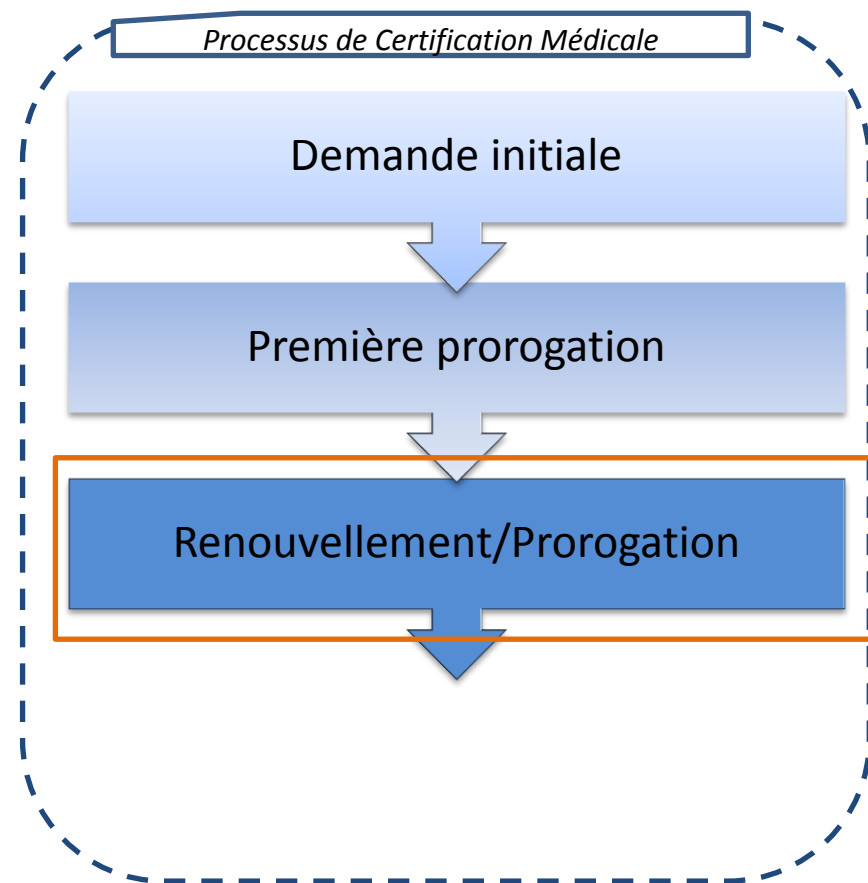 Processus de Certification Médicale
Demande initiale
Première prorogation
Renouvellement/Prorogation